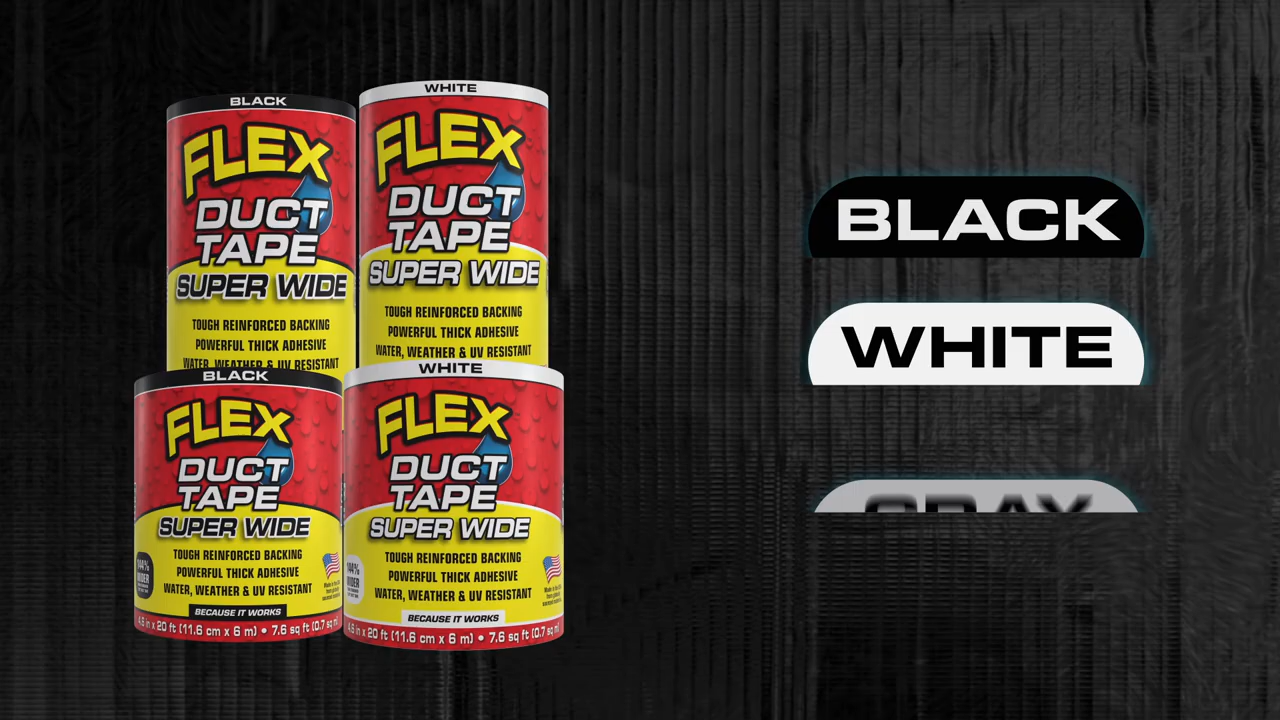 BLACK
FLEX
DUCT
TAPE
SUPER WIDE
TOUGH REINFORCED BACKING
POWERFUL THICK ADHESIVE
WATER, WEATHER & UV RESISTANT
WHITE
FLEX
DUCT
TAPE
SUPER WIDE
TOUGH REINFORCED BACKING
POWERFUL THICK ADHESIVE
WATER, WEATHER & UV RESISTANT
BLACK
FLEX
DUCT
TAPE
SUPER WIDE
TOUGH REINFORCED BACKING
POWERFUL THICK ADHESIVE
WATER, WEATHER & UV RESISTANT
BECAUSE IT WORKS
in x 20 ft (11.6 cm x 6 m) • 7.6 sq ft (0.7 sq
WHITE
FLEX
DUCT
TAPE
SUPER WIDE
TOUGH REINFORCED BACKING
POWERFUL THICK ADHESIVE
WATER, WEATHER & UV RESISTANT
BECAUSE IT WORKS
in x 20 ft (11.6 cm x 6 m) • 7.6 sq ft (0.7 sq
BLACK
WHITE
GRAY